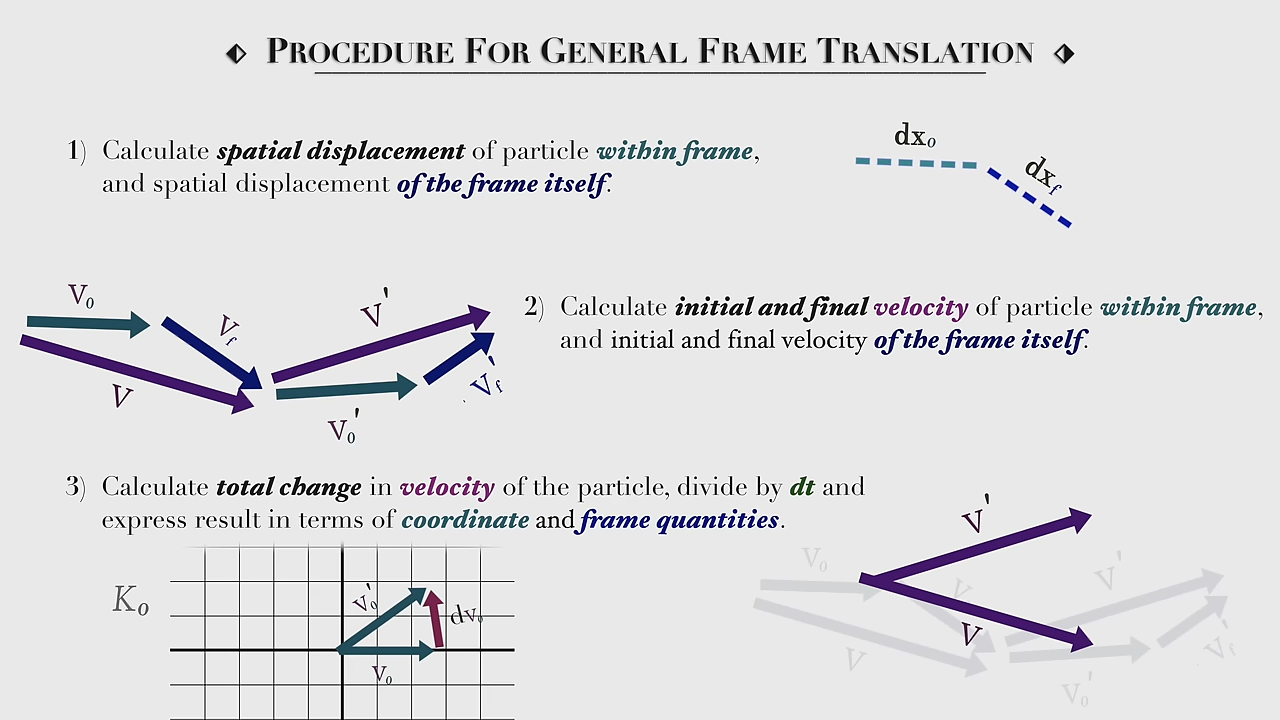 PROCEDURE FOR GENERAL FRAME TRANSLATION
1) Calculate spatial displacement of particle within frame,
and spatial displacement of the frame itself.
dx₀
dx_f
V₀
V_f
V
V'
V₀'
V_f'
2) Calculate initial and final velocity of particle within frame,
and initial and final velocity of the frame itself.
3) Calculate total change in velocity of the particle, divide by dt and
express result in terms of coordinate and frame quantities.
K₀
V₀'
dv₀
V₀
V'
V
V₀
V
V
V'
V₀'
V_f'